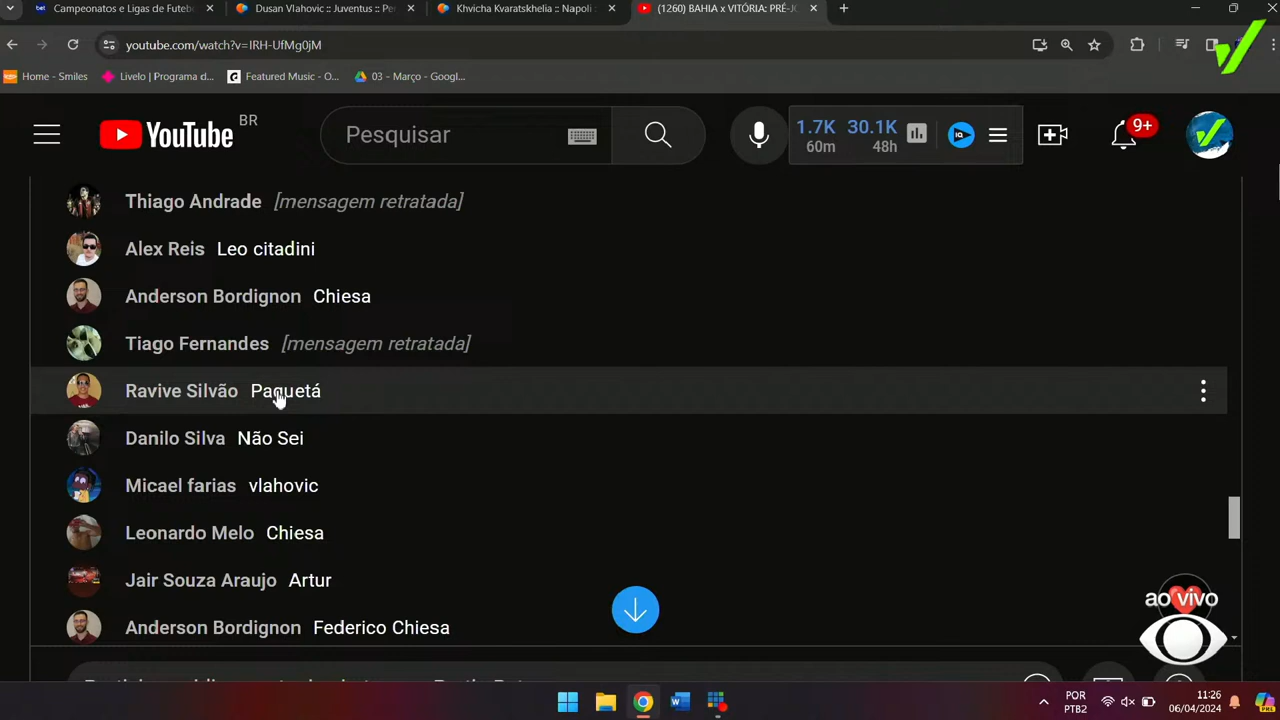 Campeonatos e Ligas de Futeb
Dusan Vlahovic :: Juventus :: Pe
Khvicha Kvaratskhelia :: Napoli ::
(1260) BAHIA x VITÓRIA: PRÉ-JO
youtube.com/watch?v=IRH-UfMg0jM
Home - Smiles
Livelo | Programa d...
Featured Music - O...
03 - Março - Googl...
YouTube BR
Pesquisar
1.7K 30.1K
60m 48h
9+
Thiago Andrade [mensagem retratada]
Alex Reis Leo citadini
Anderson Bordignon Chiesa
Tiago Fernandes [mensagem retratada]
Ravive Silvão Paquetá
Danilo Silva Não Sei
Micael farias vlahovic
Leonardo Melo Chiesa
Jair Souza Araujo Artur
Anderson Bordignon Federico Chiesa
ao vivo
POR
PTB2
11:26
06/04/2024